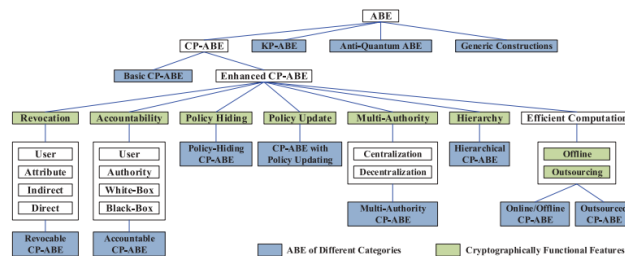 ABE
CP-ABE
KP-ABE
Anti-Quantum ABE
Generic Constructions
Basic CP-ABE
Enhanced CP-ABE
Revocation
Accountability
Policy Hiding
Policy Update
Multi-Authority
Hierarchy
Efficient Computation
User
Attribute
Indirect
Direct
User
Authority
White-Box
Black-Box
Policy-Hiding
CP-ABE
CP-ABE with
Policy Updating
Centralization
Decentralization
Hierarchical
CP-ABE
Offline
Outsourcing
Revocable
CP-ABE
Accountable
CP-ABE
Multi-Authority
CP-ABE
Online/Offline
CP-ABE
Outsourced
CP-ABE
ABE of Different Categories
Cryptographically Functional Features